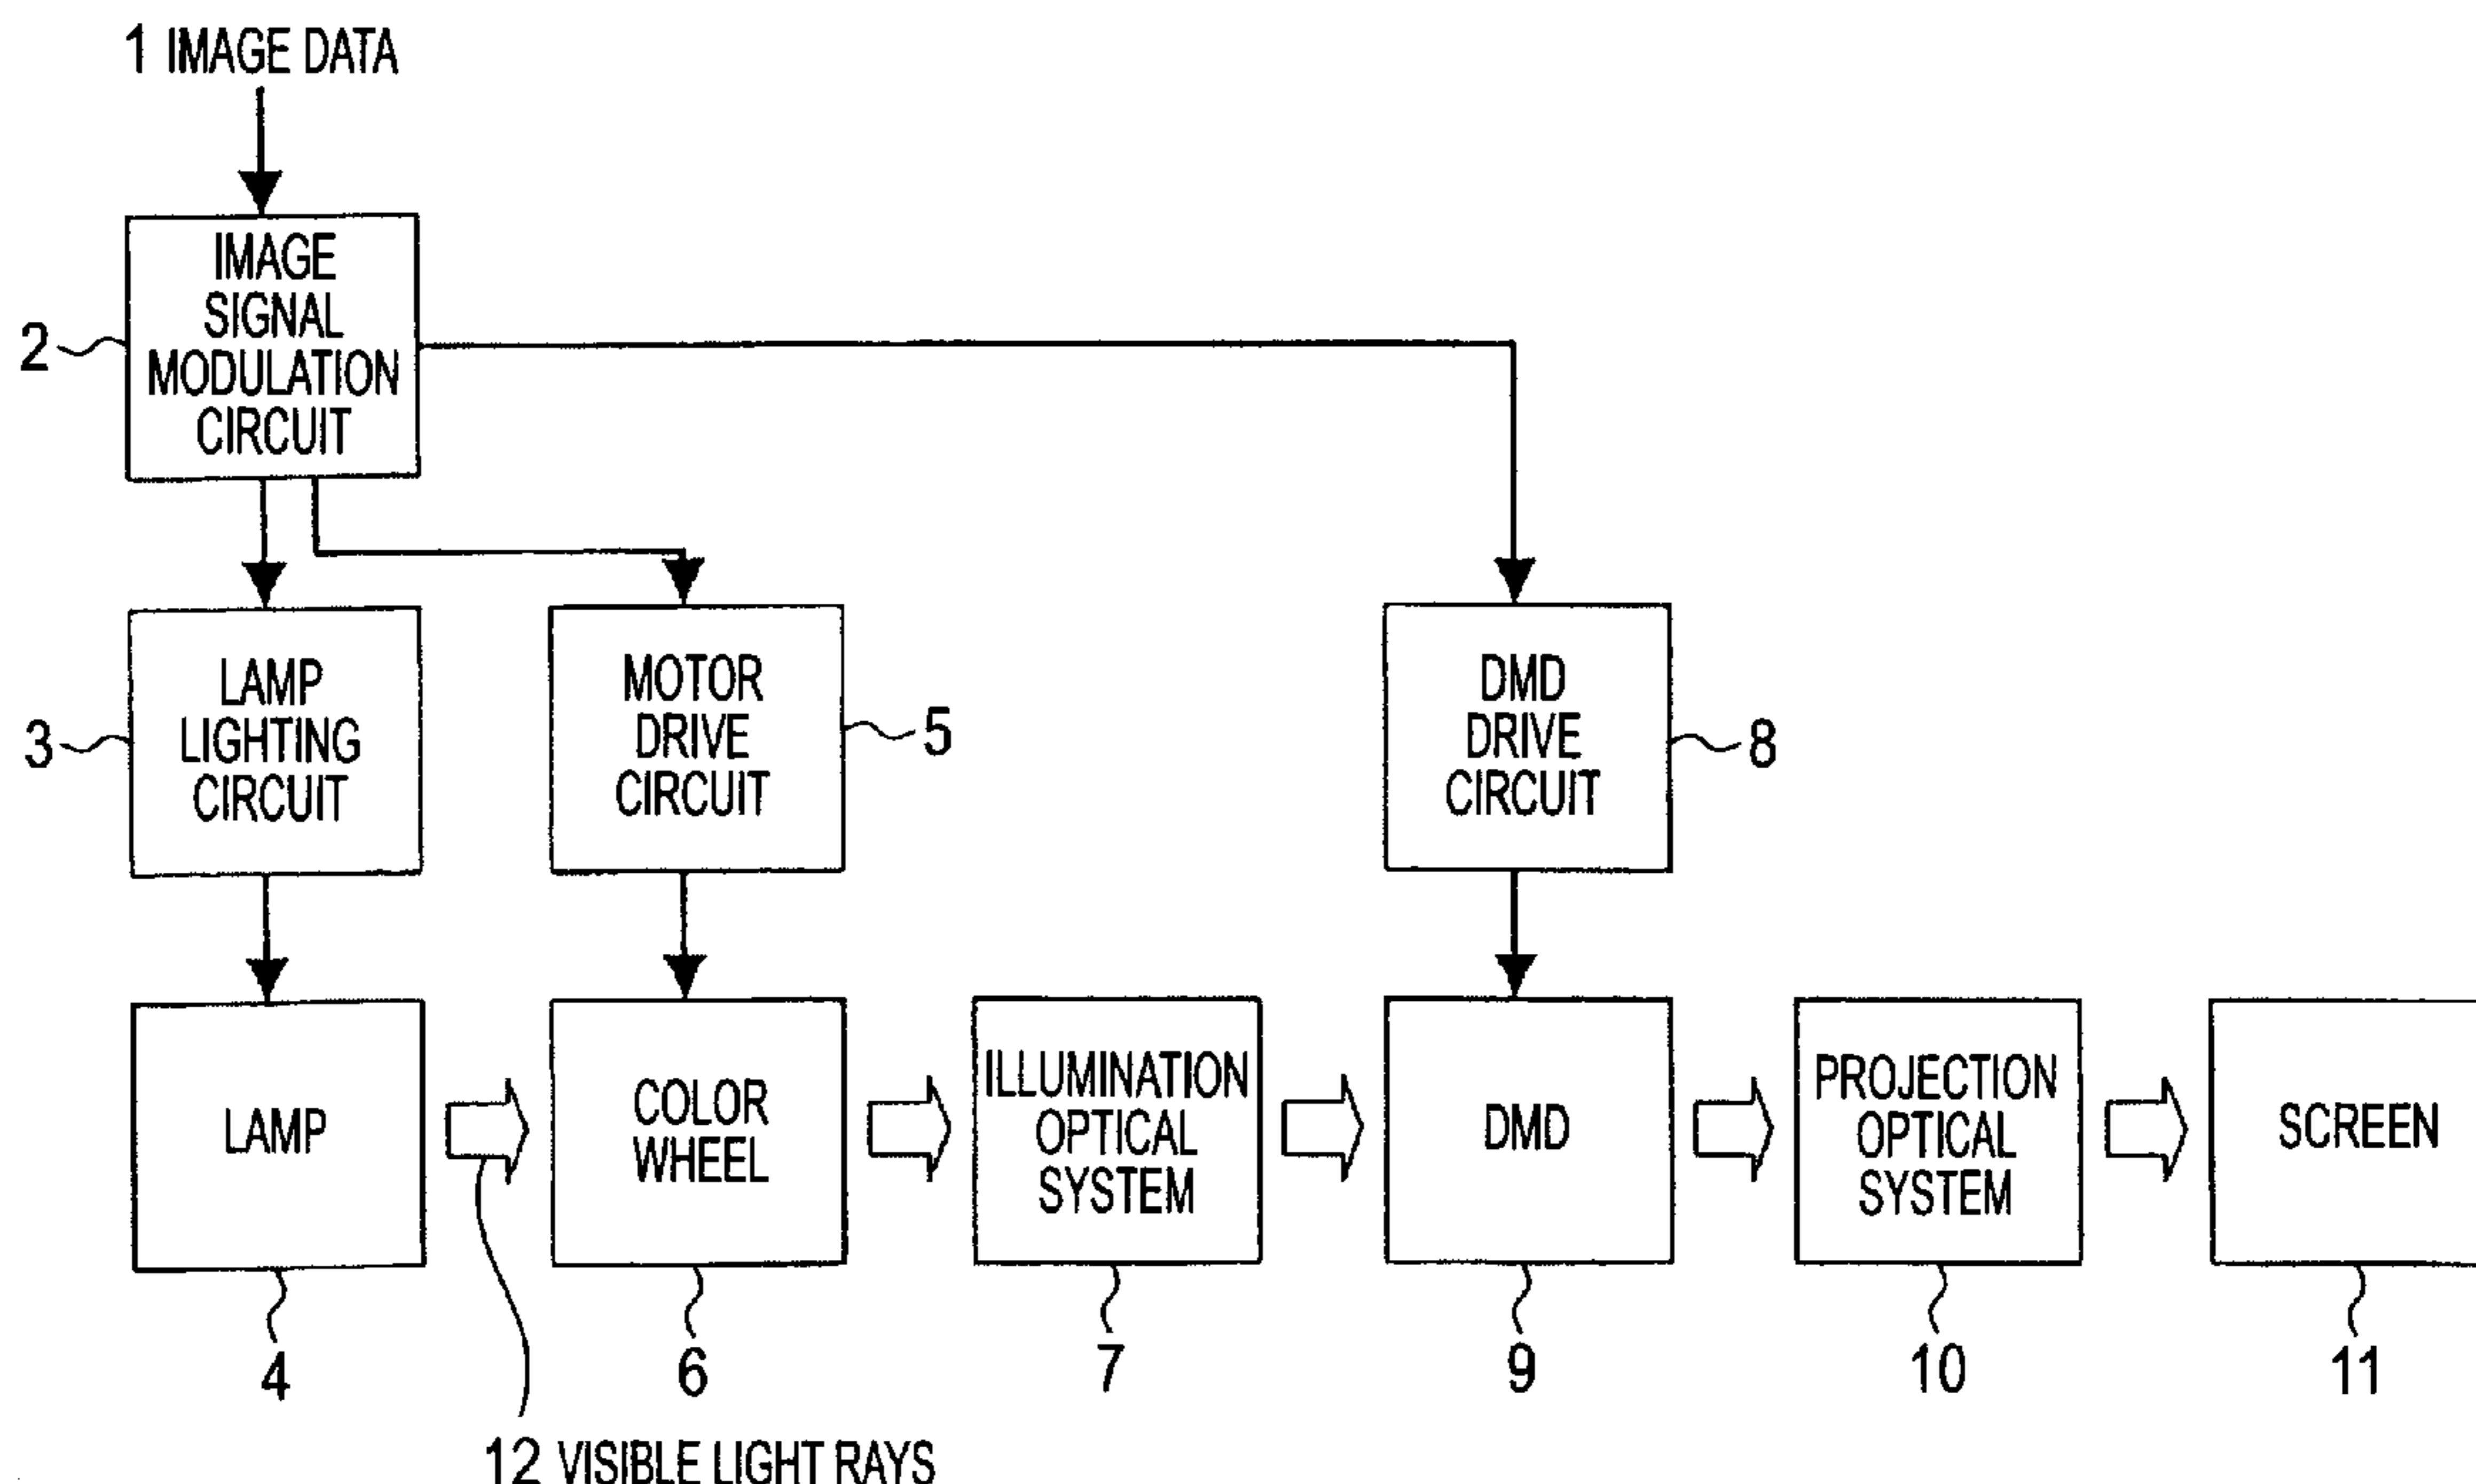 1 IMAGE DATA
IMAGE
SIGNAL
MODULATION
CIRCUIT
2
LAMP
LIGHTING
CIRCUIT
3
MOTOR
DRIVE
CIRCUIT
5
DMD
DRIVE
CIRCUIT
8
LAMP
COLOR
WHEEL
ILLUMINATION
OPTICAL
SYSTEM
DMD
PROJECTION
OPTICAL
SYSTEM
SCREEN
4
6
7
9
10
11
12 VISIBLE LIGHT RAYS